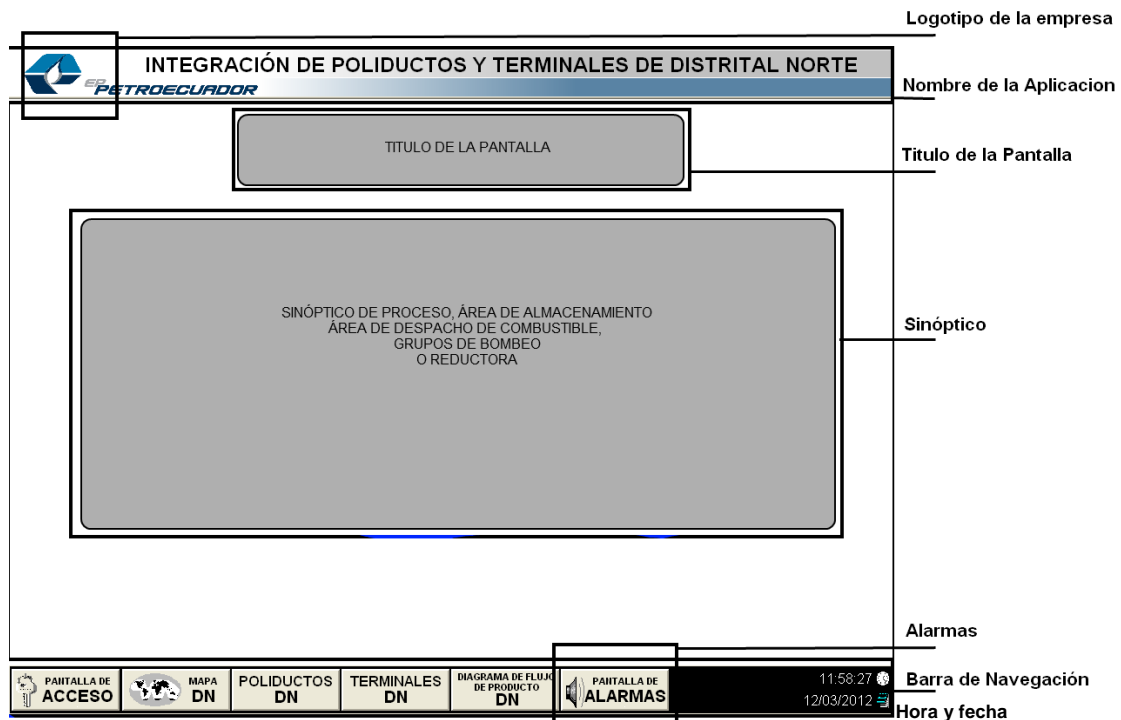 Logotipo de la empresa
INTEGRACIÓN DE POLIDUCTOS Y TERMINALES DE DISTRITAL NORTE
EP
PETROECUADOR
Nombre de la Aplicacion
TITULO DE LA PANTALLA
Titulo de la Pantalla
SINÓPTICO DE PROCESO, ÁREA DE ALMACENAMIENTO
ÁREA DE DESPACHO DE COMBUSTIBLE,
GRUPOS DE BOMBEO
O REDUCTORA
Sinóptico
Alarmas
PANTALLA DE
ACCESO
MAPA
DN
POLIDUCTOS
DN
TERMINALES
DN
DIAGRAMA DE FLUJO
DE PRODUCTO
DN
PANTALLA DE
ALARMAS
11:58:27
12/03/2012
Barra de Navegación
Hora y fecha